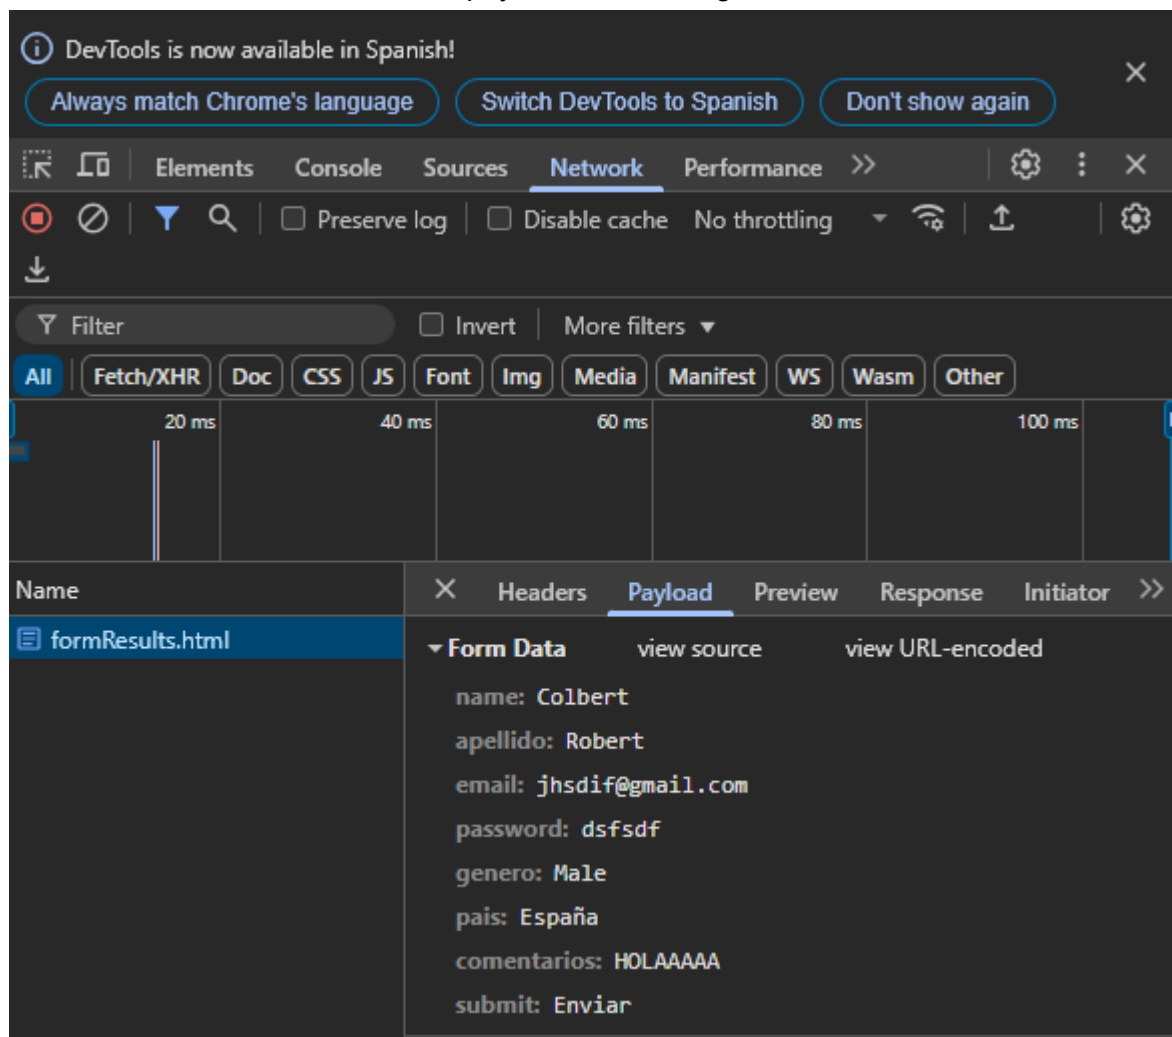 DevTools is now available in Spanish!
Always match Chrome's language Switch DevTools to Spanish Don't show again
Elements Console Sources Network Performance
Preserve log Disable cache No throttling
Filter Invert More filters
All Fetch/XHR Doc CSS JS Font Img Media Manifest WS Wasm Other
20 ms 40 ms 60 ms 80 ms 100 ms
Name Headers Payload Preview Response Initiator
formResults.html Form Data view source view URL-encoded
name: Colbert
apellido: Robert
email: jhsdif@gmail.com
password: dsfsdf
genero: Male
pais: España
comentarios: HOLAAAAA
submit: Enviar